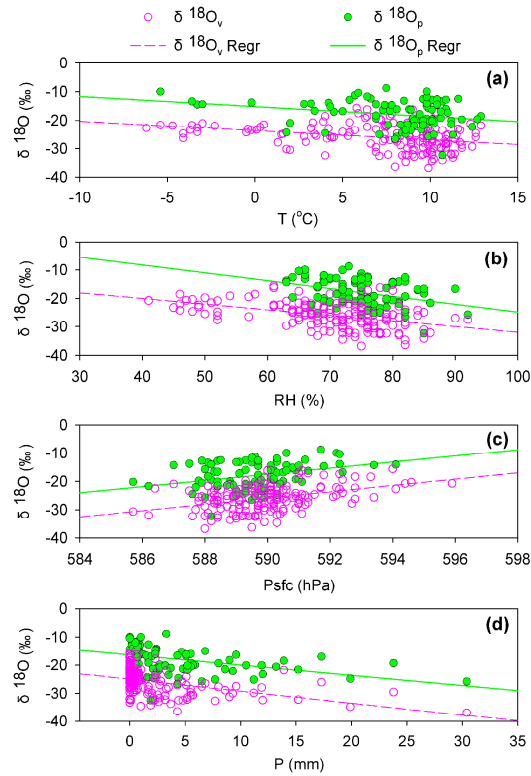 δ 18Ov δ 18Op
δ 18Ov Regr δ 18Op Regr
(a)
0
-10
-20
-30
-40
δ 18O (‰)
-10 -5 0 5 10 15
T (oC)
(b)
0
-10
-20
-30
-40
δ 18O (‰)
30 40 50 60 70 80 90 100
RH (%)
(c)
0
-10
-20
-30
-40
δ 18O (‰)
584 586 588 590 592 594 596 598
Psfc (hPa)
(d)
0
-10
-20
-30
-40
δ 18O (‰)
0 5 10 15 20 25 30 35
P (mm)